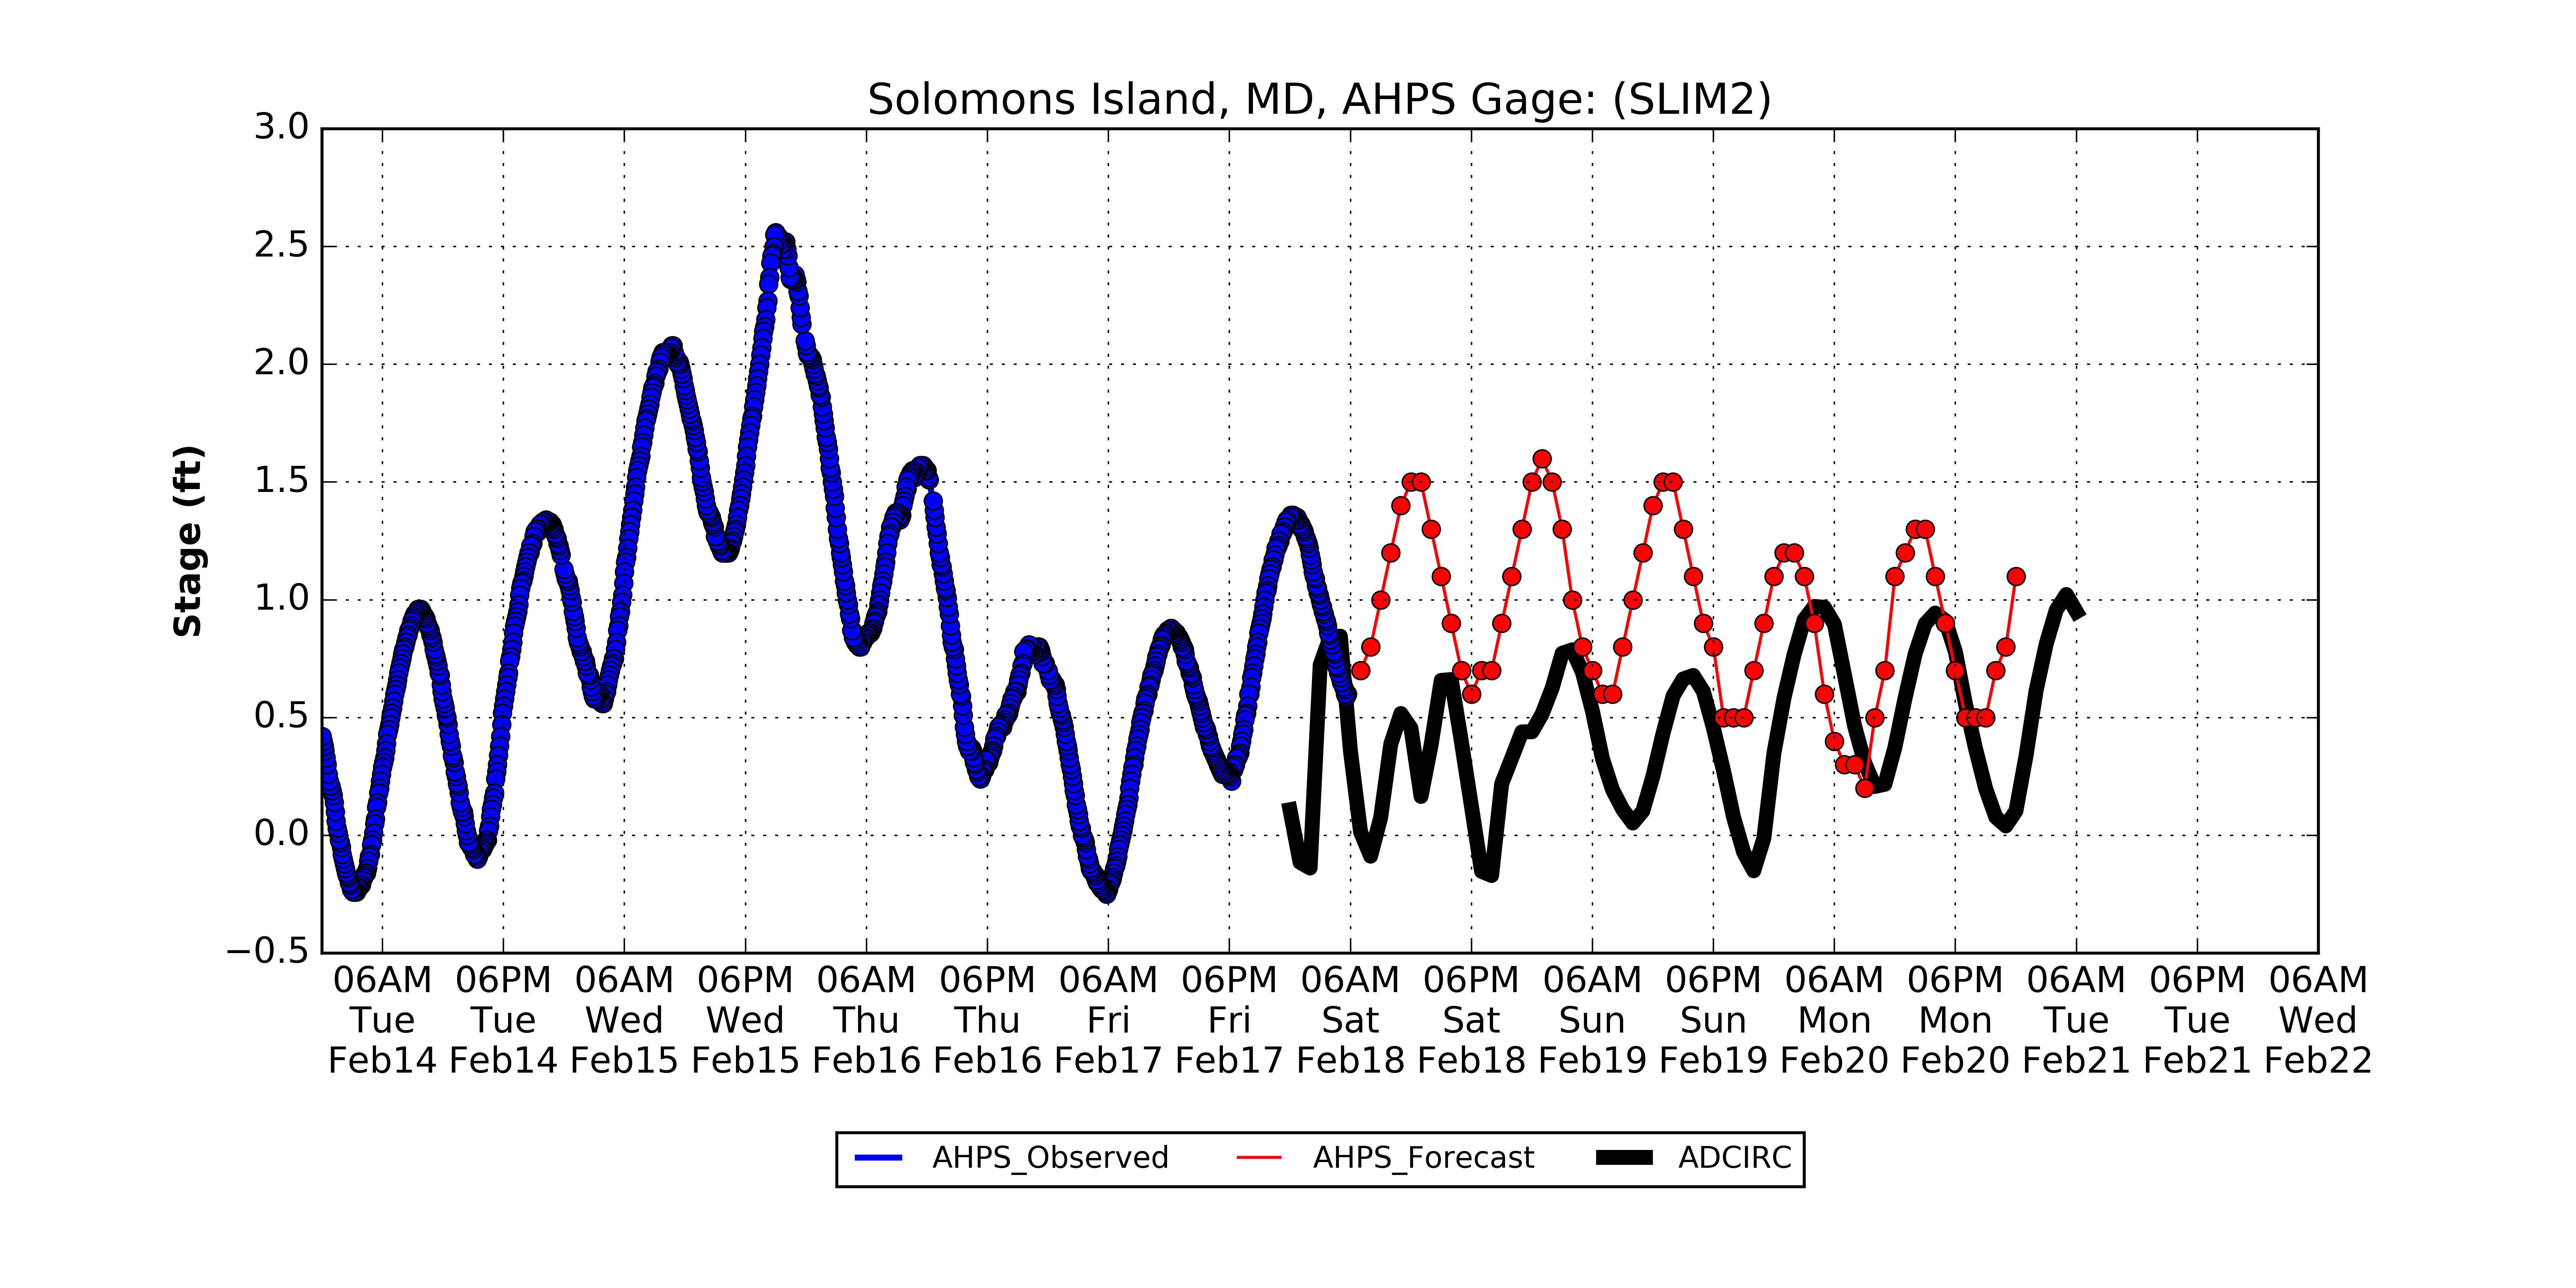 Solomons Island, MD, AHPS Gage: (SLIM2)
3.0
2.5
2.0
1.5
1.0
0.5
0.0
−0.5
Stage (ft)
06AM 06PM 06AM 06PM 06AM 06PM 06AM 06PM 06AM 06PM 06AM 06PM 06AM 06PM 06AM 06PM 06AM
Tue Tue Wed Wed Thu Thu Fri Fri Sat Sat Sun Sun Mon Mon Tue Tue Wed
Feb14 Feb14 Feb15 Feb15 Feb16 Feb16 Feb17 Feb17 Feb18 Feb18 Feb19 Feb19 Feb20 Feb20 Feb21 Feb21 Feb22
AHPS_Observed AHPS_Forecast ADCIRC